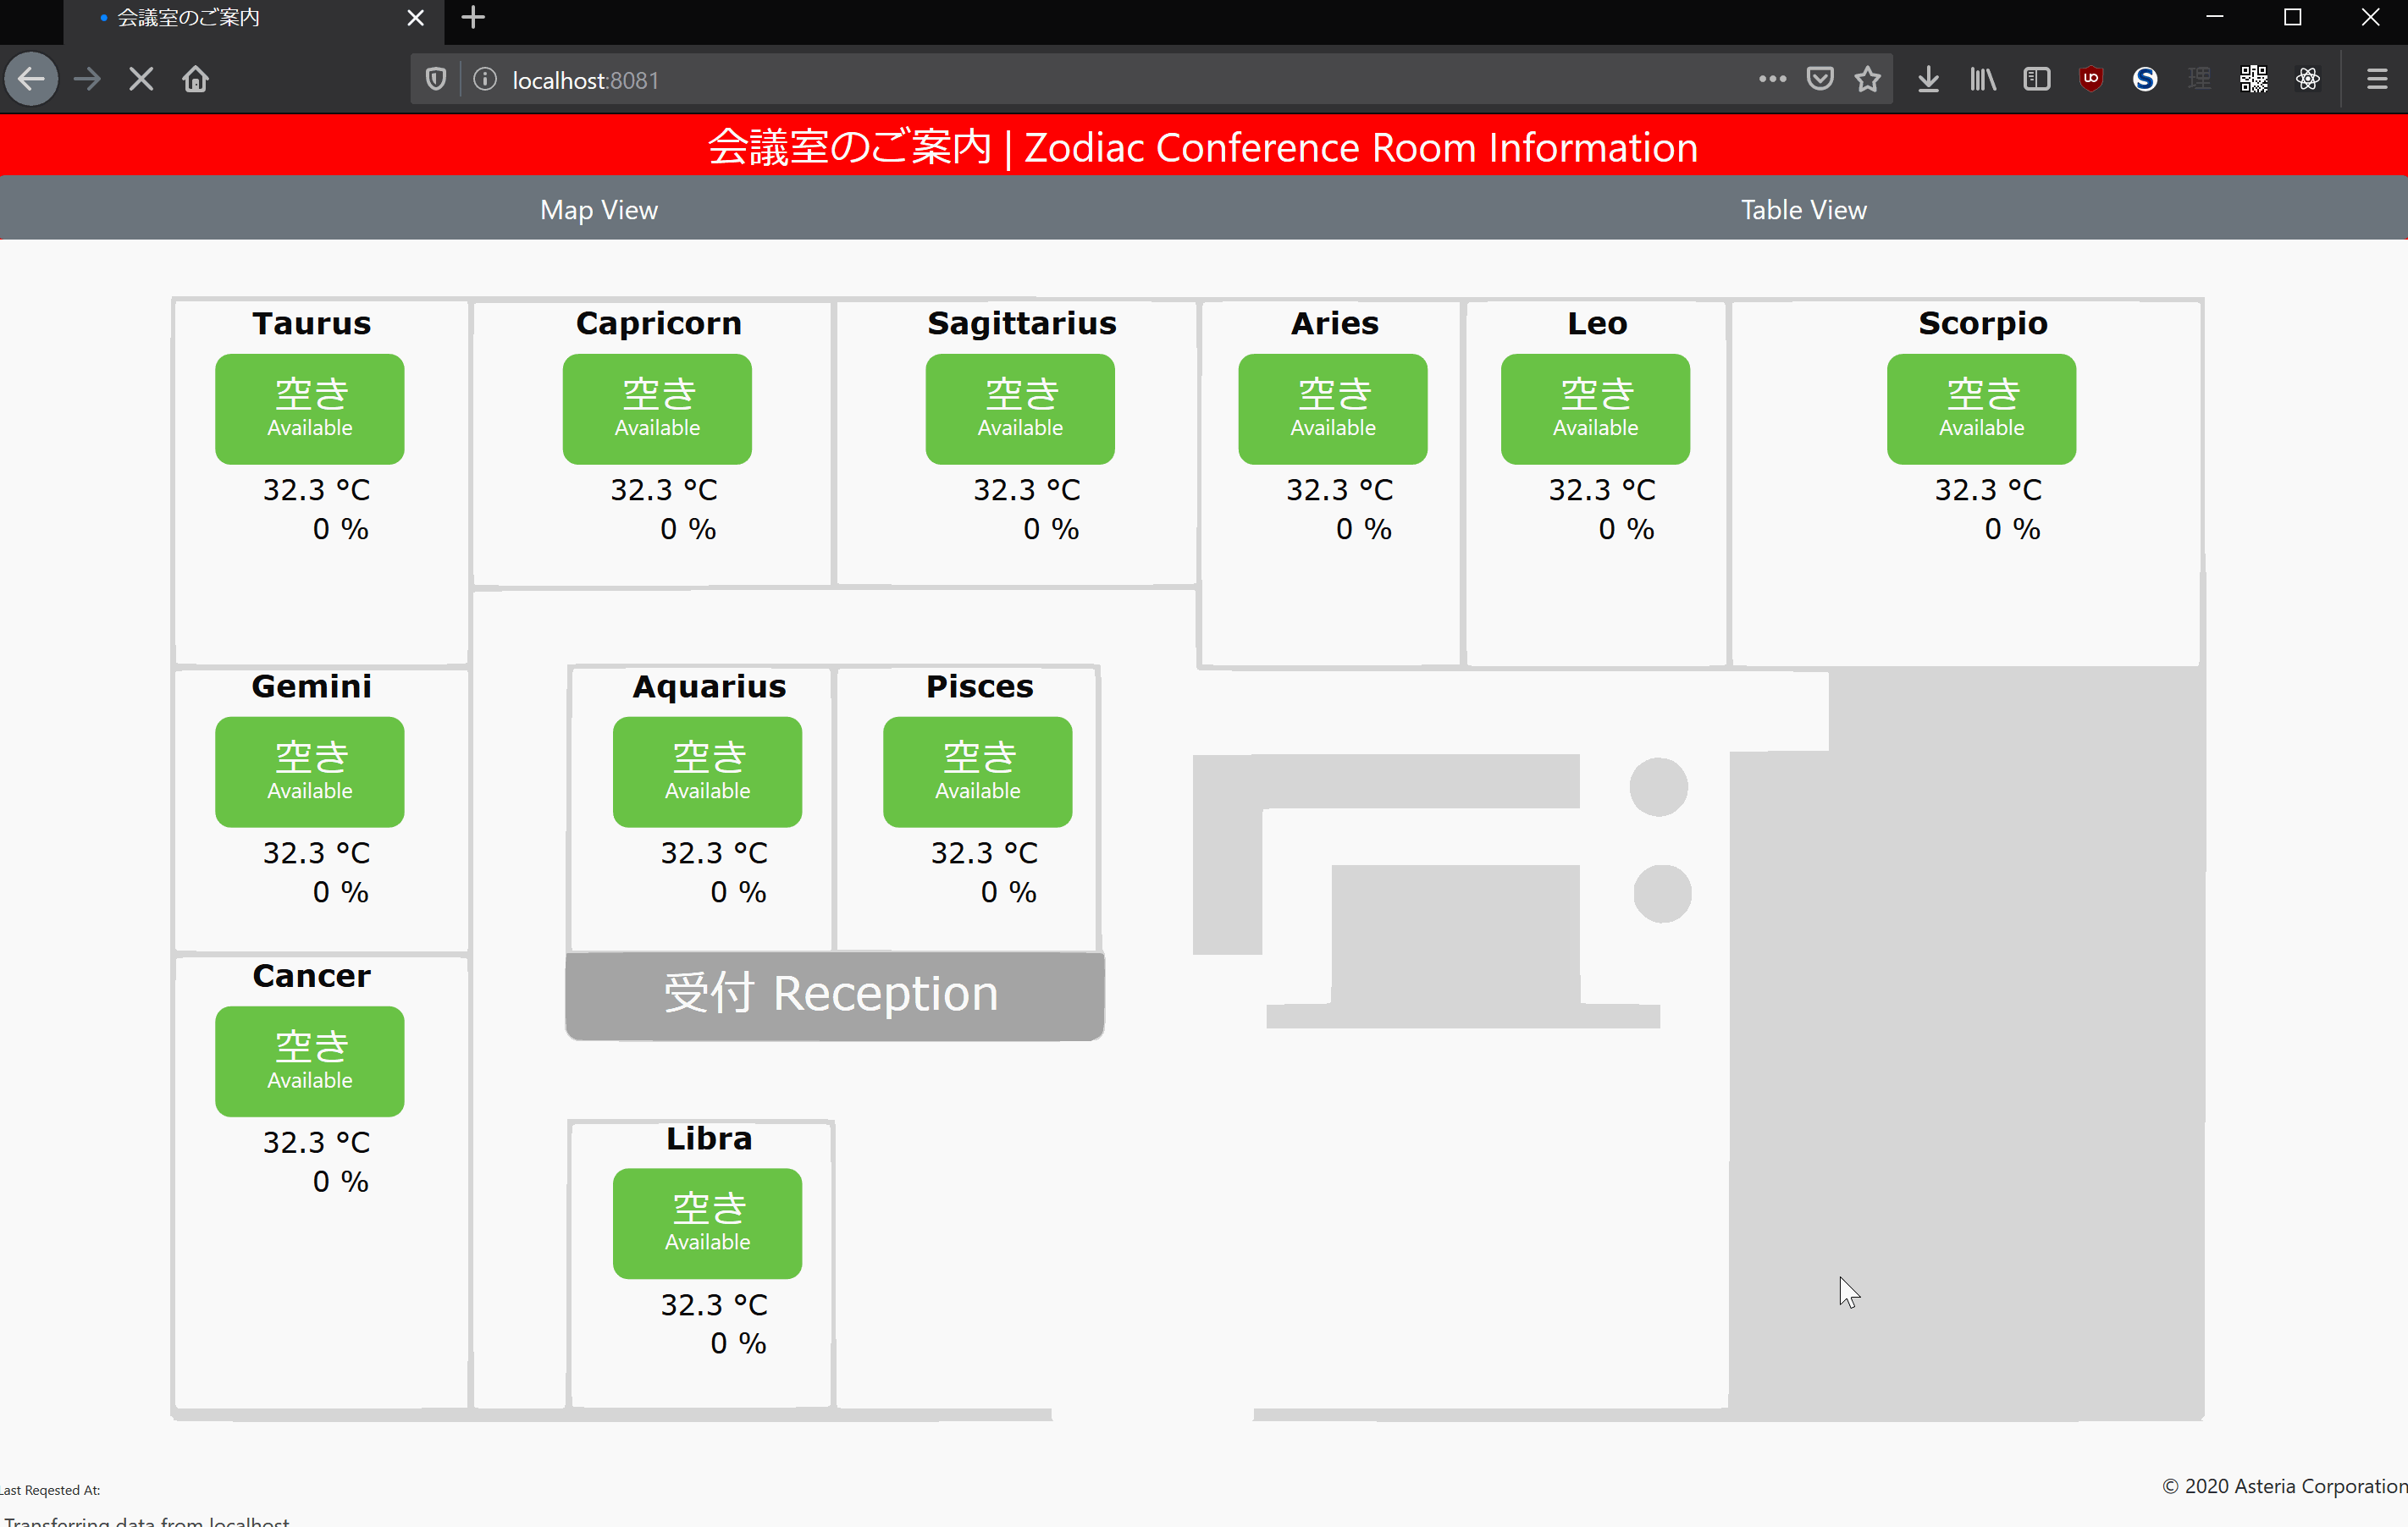 会議室のご案内
localhost:8081
会議室のご案内 | Zodiac Conference Room Information
Map View
Table View
Taurus
空き
Available
32.3 °C
0 %
Capricorn
空き
Available
32.3 °C
0 %
Sagittarius
空き
Available
32.3 °C
0 %
Aries
空き
Available
32.3 °C
0 %
Leo
空き
Available
32.3 °C
0 %
Scorpio
空き
Available
32.3 °C
0 %
Gemini
空き
Available
32.3 °C
0 %
Aquarius
空き
Available
32.3 °C
0 %
Pisces
空き
Available
32.3 °C
0 %
受付 Reception
Cancer
空き
Available
32.3 °C
0 %
Libra
空き
Available
32.3 °C
0 %
Last Reqested At:
© 2020 Asteria Corporation
Transferring data from localhost